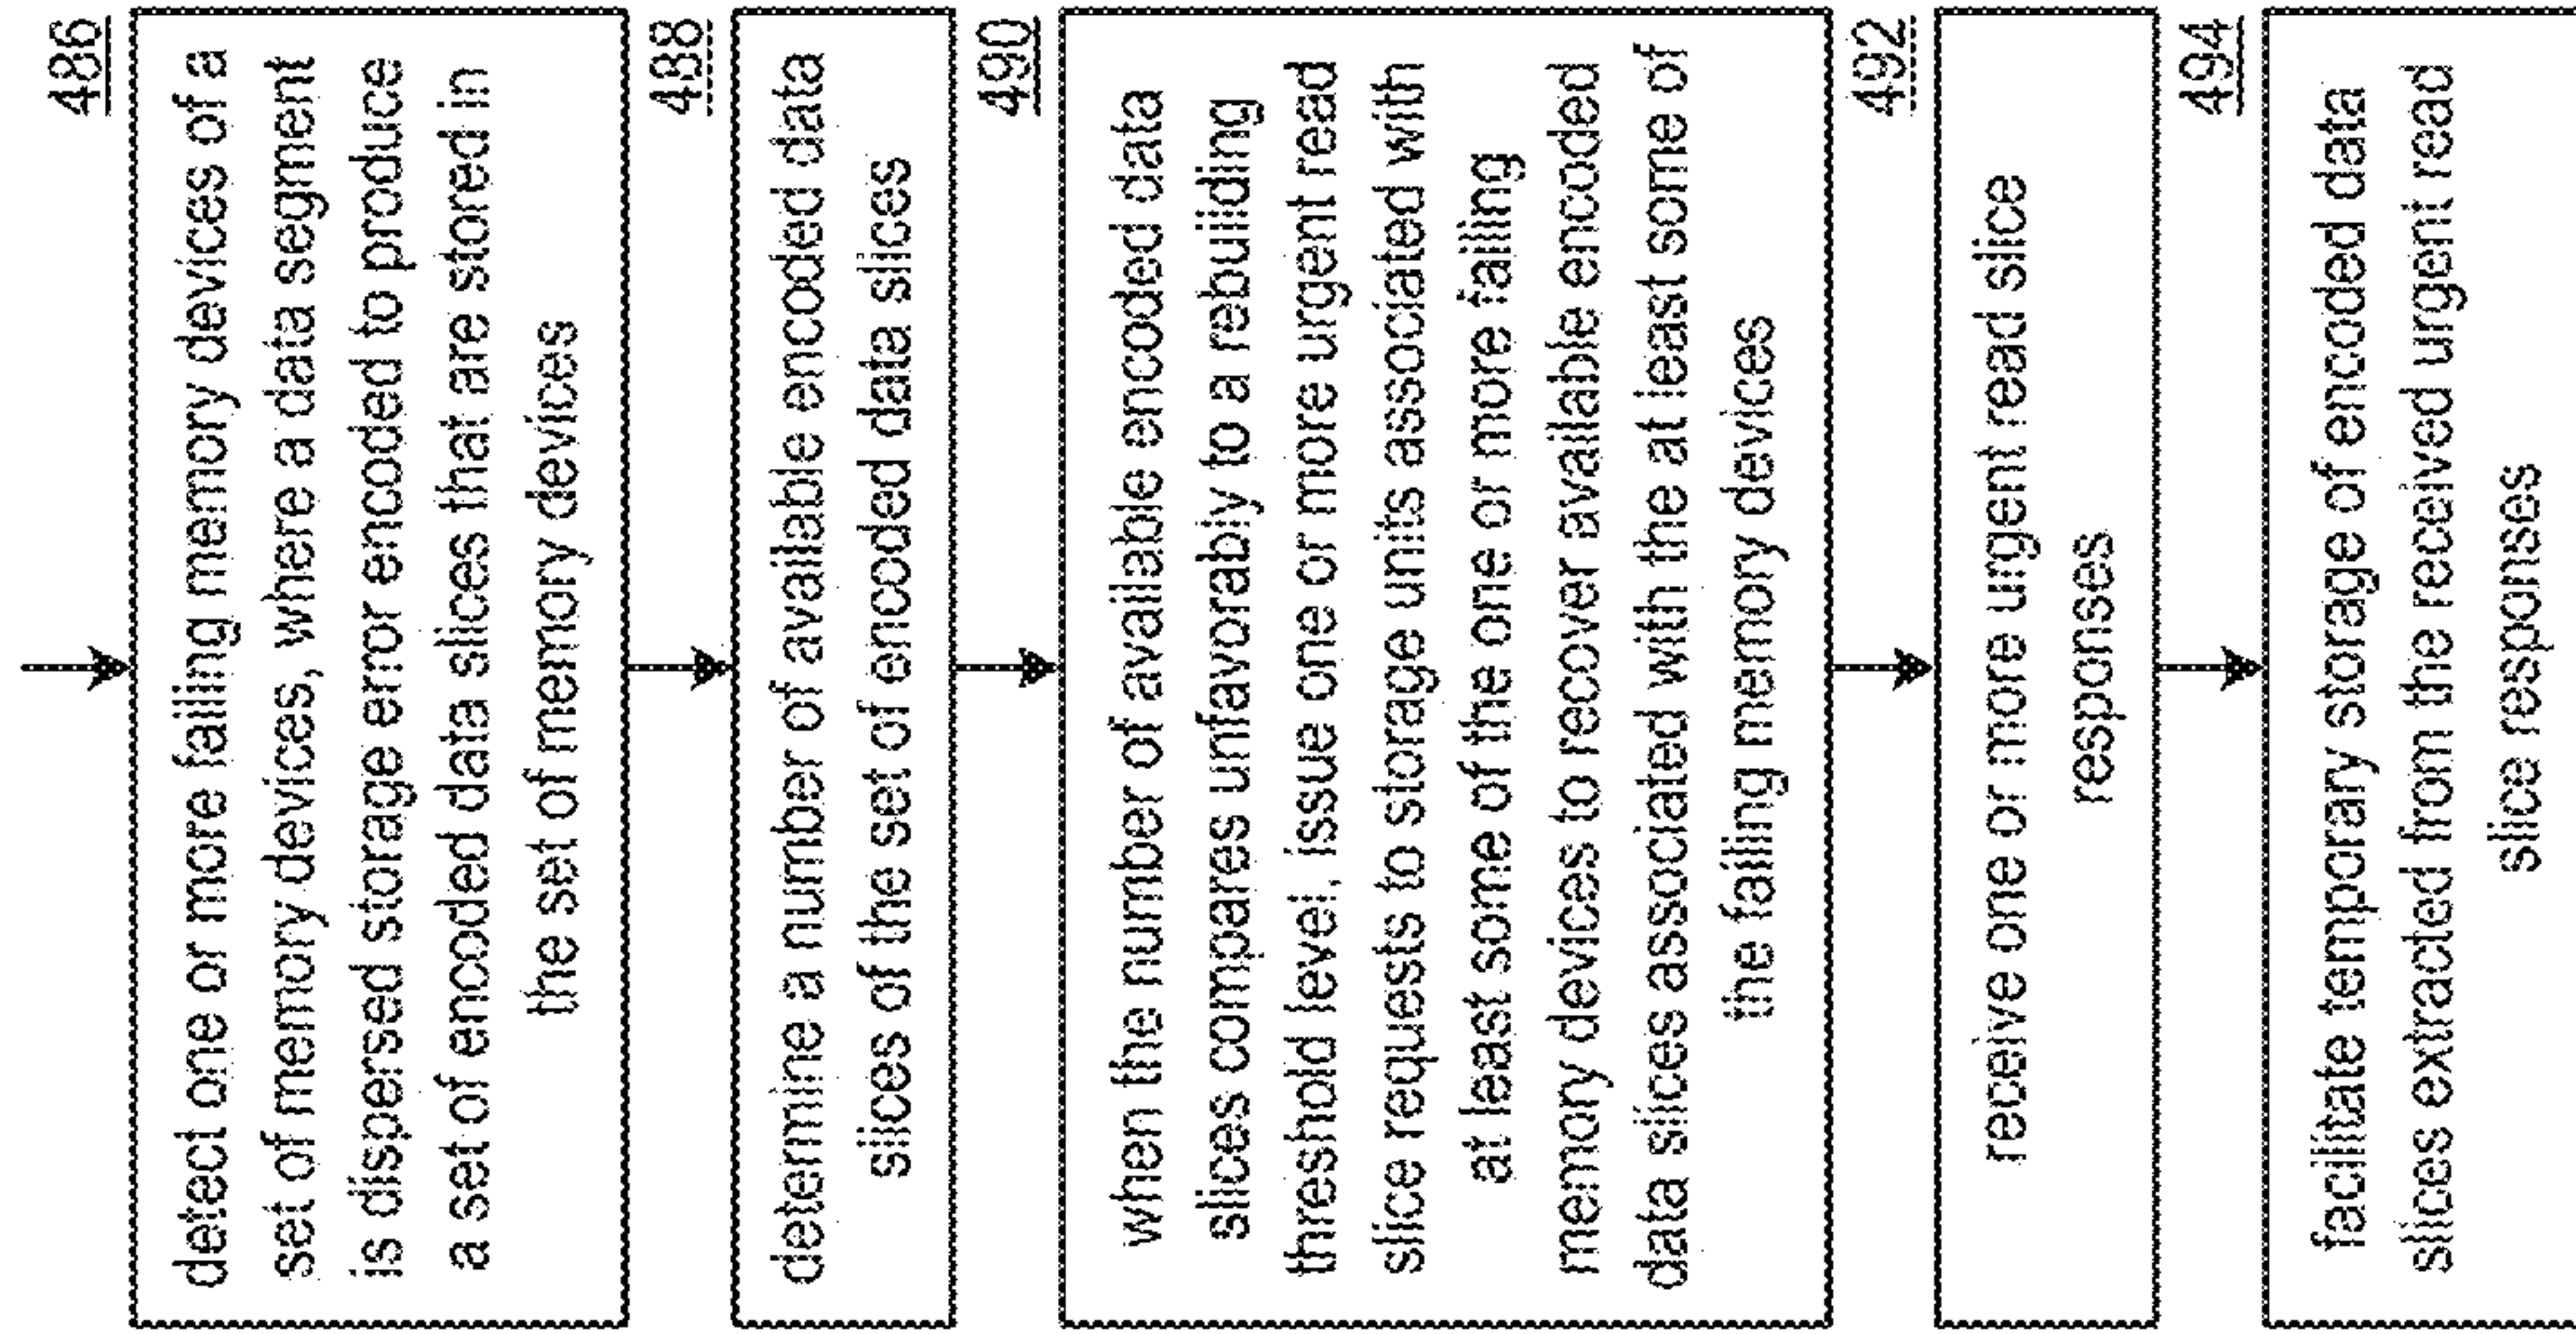 486
detect one or more failing memory devices of a
set of memory devices, where a data segment
is dispersed storage error encoded to produce
a set of encoded data slices that are stored in
the set of memory devices
488
determine a number of available encoded data
slices of the set of encoded data slices
490
when the number of available encoded data
slices compares unfavorably to a rebuilding
threshold level, issue one or more urgent read
slice requests to storage units associated with
at least some of the one or more failing
memory devices to recover available encoded
data slices associated with the at least some of
the failing memory devices
492
receive one or more urgent read slice
responses
494
facilitate temporary storage of encoded data
slices extracted from the received urgent read
slice responses